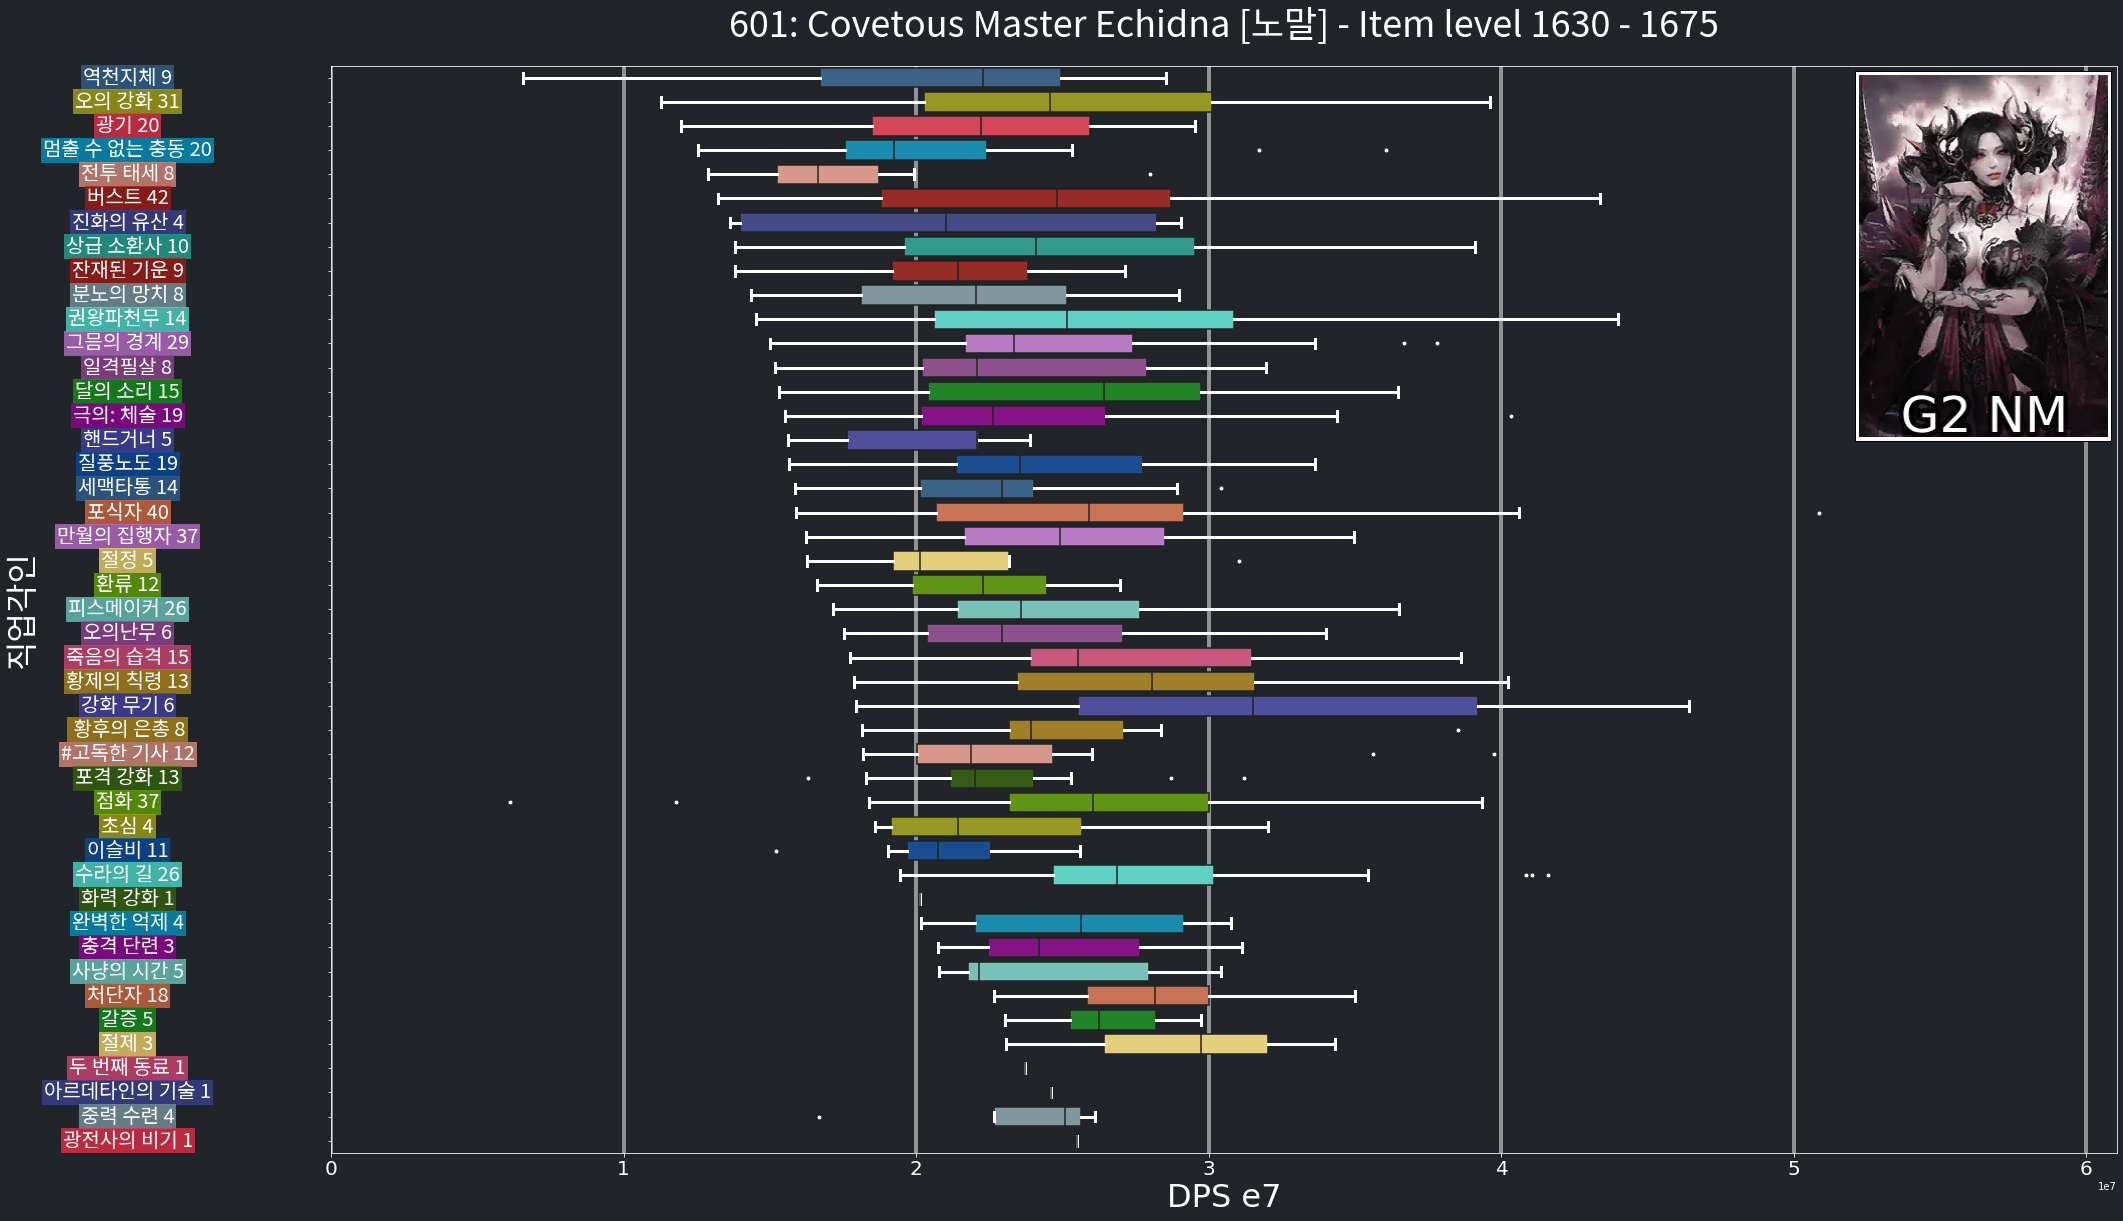 601: Covetous Master Echidna [노말] - Item level 1630 - 1675
역천지체 9
오의 강화 31
광기 20
멈출 수 없는 충동 20
전투 태세 8
버스트 42
진화의 유산 4
상급 소환사 10
잔재된 기운 9
분노의 망치 8
권왕파천무 14
그믐의 경계 29
일격필살 8
달의 소리 15
극의: 체술 19
핸드거너 5
질풍노도 19
세맥타통 14
포식자 40
만월의 집행자 37
절정 5
환류 12
피스메이커 26
오의난무 6
죽음의 습격 15
황제의 칙령 13
강화 무기 6
황후의 은총 8
#고독한 기사 12
포격 강화 13
점화 37
초심 4
이슬비 11
수라의 길 26
화력 강화 1
완벽한 억제 4
충격 단련 3
사냥의 시간 5
처단자 18
갈증 5
절제 3
두 번째 동료 1
아르데타인의 기술 1
중력 수련 4
광전사의 비기 1
직업각인
G2 NM
0 1 2 3 4 5 6
1e7
DPS e7